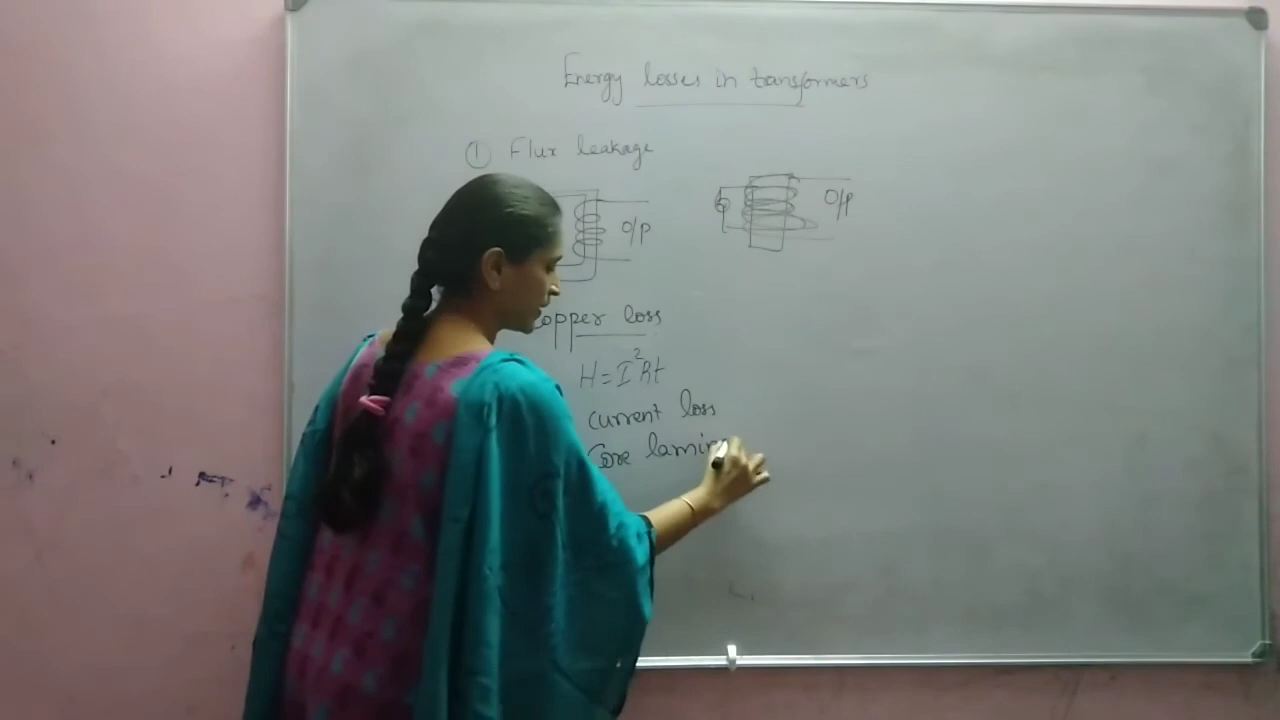 Energy losses in transformers
① Flux leakage
O/P
O/P
copper loss
H = I²Rt
current loss
Core lamin